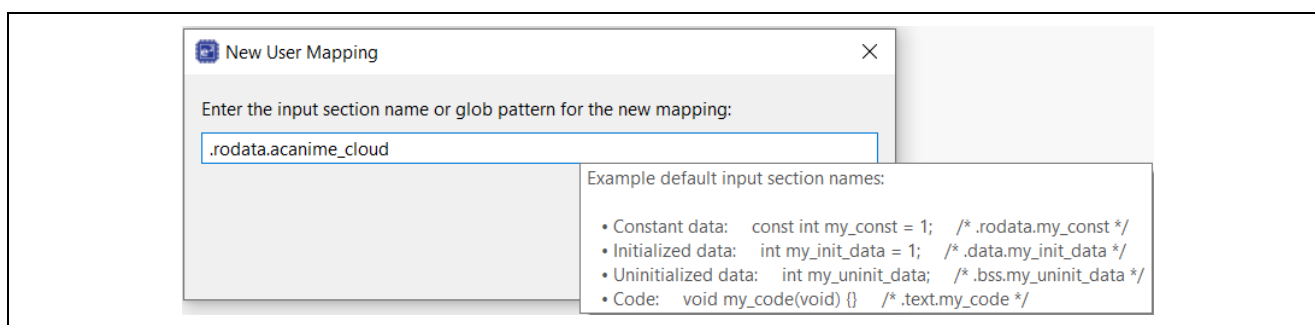 New User Mapping
Enter the input section name or glob pattern for the new mapping:
.rodata.acanime_cloud
Example default input section names:
• Constant data: const int my_const = 1; /* .rodata.my_const */
• Initialized data: int my_init_data = 1; /* .data.my_init_data */
• Uninitialized data: int my_uninit_data; /* .bss.my_uninit_data */
• Code: void my_code(void) {} /* .text.my_code */